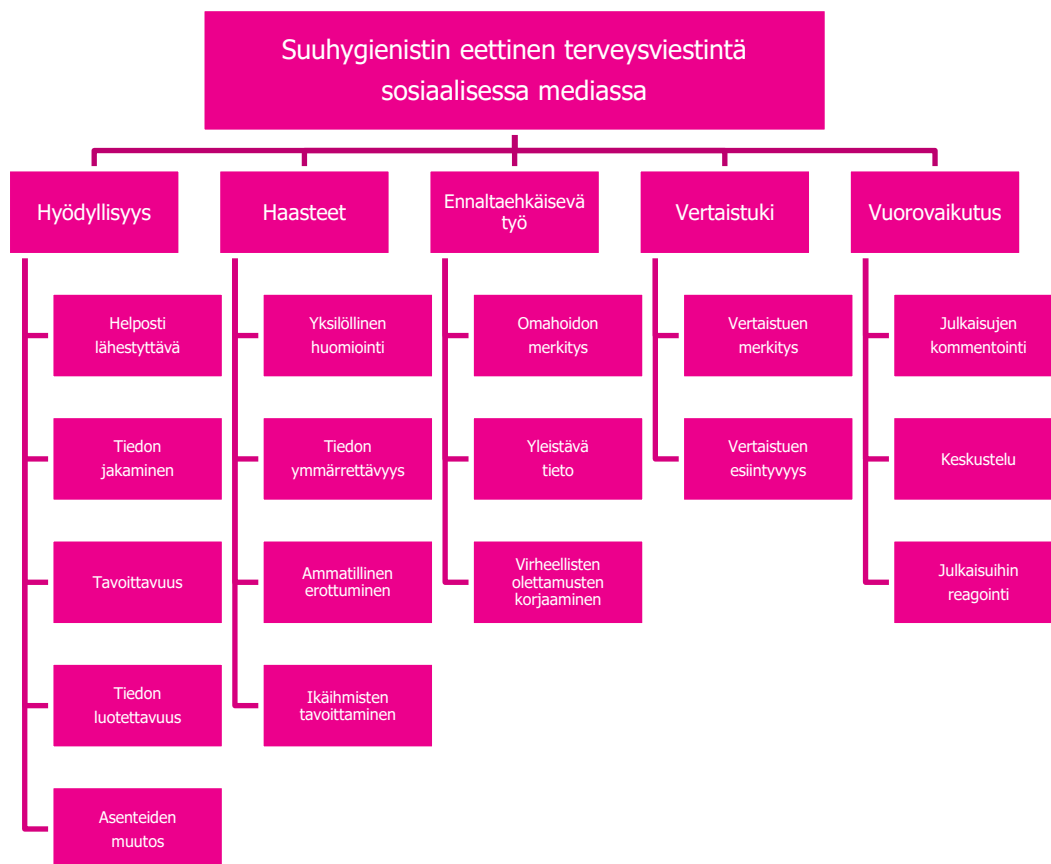 Suuhygienistin eettinen terveysviestintä
sosiaalisessa mediassa
Hyödyllisyys
Helposti
lähestyttävä
Tiedon
jakaminen
Tavoittavuus
Tiedon
luotettavuus
Asenteiden
muutos
Haasteet
Yksilöllinen
huomiointi
Tiedon
ymmärrettävyys
Ammatillinen
erottuminen
Ikäihmisten
tavoittaminen
Ennaltaehkäisevä
työ
Omahoidon
merkitys
Yleistävä
tieto
Virheellisten
olettamusten
korjaaminen
Vertaistuki
Vertaistuen
merkitys
Vertaistuen
esiintyvyys
Vuorovaikutus
Julkaisujen
kommentointi
Keskustelu
Julkaisuihin
reagointi